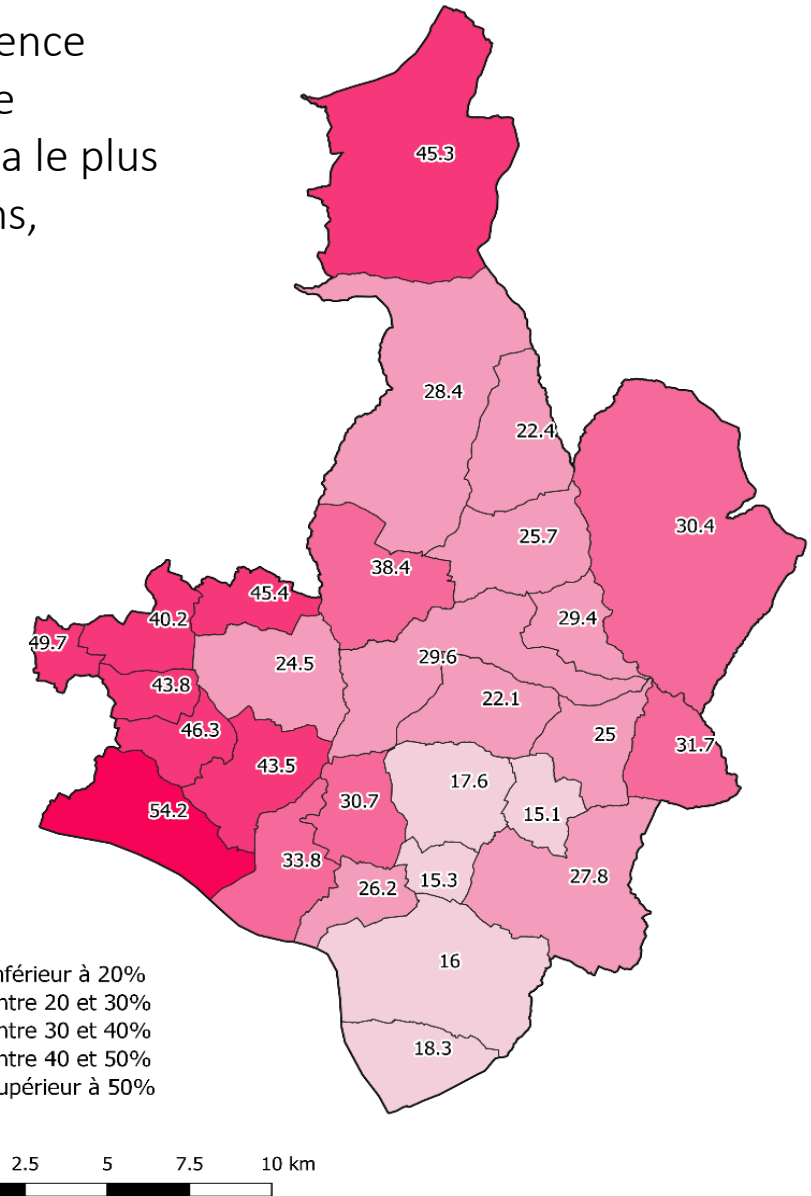 ence
e
a le plus
ns,
45.3
28.4
22.4
30.4
25.7
38.4
45.4
40.2
29.4
49.7
24.5
29.6
43.8
22.1
46.3
25
31.7
43.5
17.6
30.7
54.2
15.1
33.8
15.3
27.8
26.2
16
nférieur à 20%
ntre 20 et 30%
ntre 30 et 40%
18.3
ntre 40 et 50%
upérieur à 50%
2.5 5 7.5 10 km